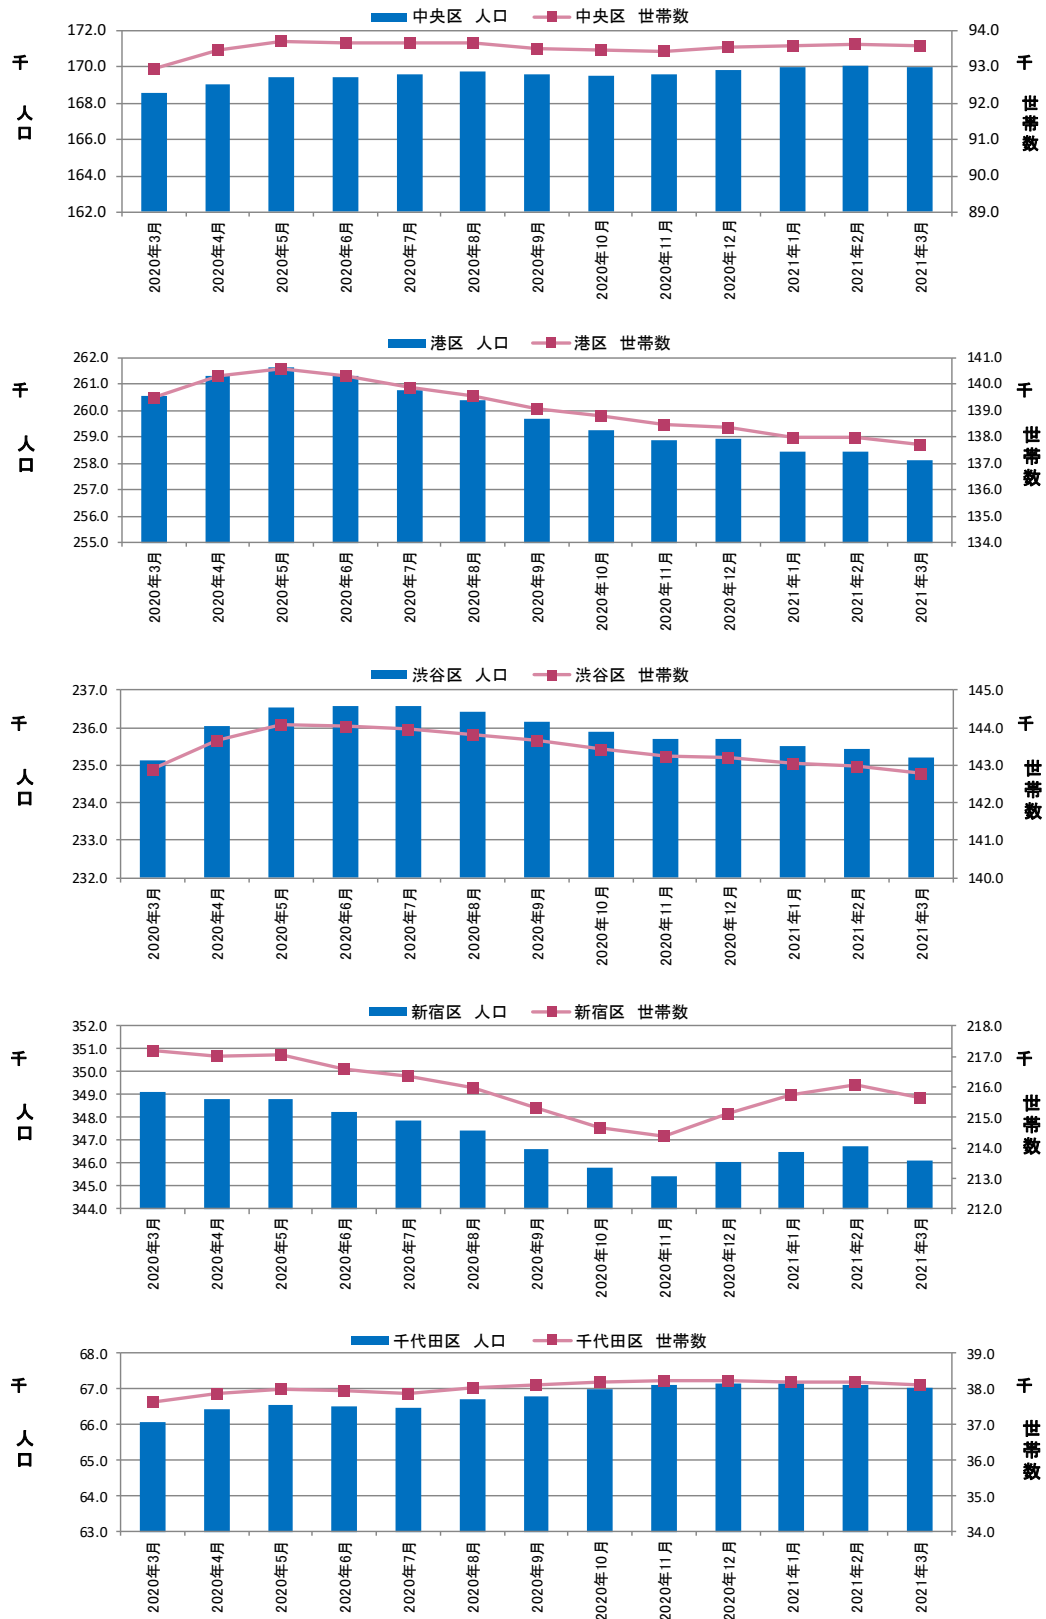 中央区 人口 中央区 世帯数
千 人口
172.0
170.0
168.0
166.0
164.0
162.0
94.0
93.0
92.0
91.0
90.0
89.0
千 世帯数
2020年3月
2020年4月
2020年5月
2020年6月
2020年7月
2020年8月
2020年9月
2020年10月
2020年11月
2020年12月
2021年1月
2021年2月
2021年3月
港区 人口 港区 世帯数
千 人口
262.0
261.0
260.0
259.0
258.0
257.0
256.0
255.0
141.0
140.0
139.0
138.0
137.0
136.0
135.0
134.0
千 世帯数
2020年3月
2020年4月
2020年5月
2020年6月
2020年7月
2020年8月
2020年9月
2020年10月
2020年11月
2020年12月
2021年1月
2021年2月
2021年3月
渋谷区 人口 渋谷区 世帯数
千 人口
237.0
236.0
235.0
234.0
233.0
232.0
145.0
144.0
143.0
142.0
141.0
140.0
千 世帯数
2020年3月
2020年4月
2020年5月
2020年6月
2020年7月
2020年8月
2020年9月
2020年10月
2020年11月
2020年12月
2021年1月
2021年2月
2021年3月
新宿区 人口 新宿区 世帯数
千 人口
352.0
351.0
350.0
349.0
348.0
347.0
346.0
345.0
344.0
218.0
217.0
216.0
215.0
214.0
213.0
212.0
千 世帯数
2020年3月
2020年4月
2020年5月
2020年6月
2020年7月
2020年8月
2020年9月
2020年10月
2020年11月
2020年12月
2021年1月
2021年2月
2021年3月
千代田区 人口 千代田区 世帯数
千 人口
68.0
67.0
66.0
65.0
64.0
63.0
39.0
38.0
37.0
36.0
35.0
34.0
千 世帯数
2020年3月
2020年4月
2020年5月
2020年6月
2020年7月
2020年8月
2020年9月
2020年10月
2020年11月
2020年12月
2021年1月
2021年2月
2021年3月